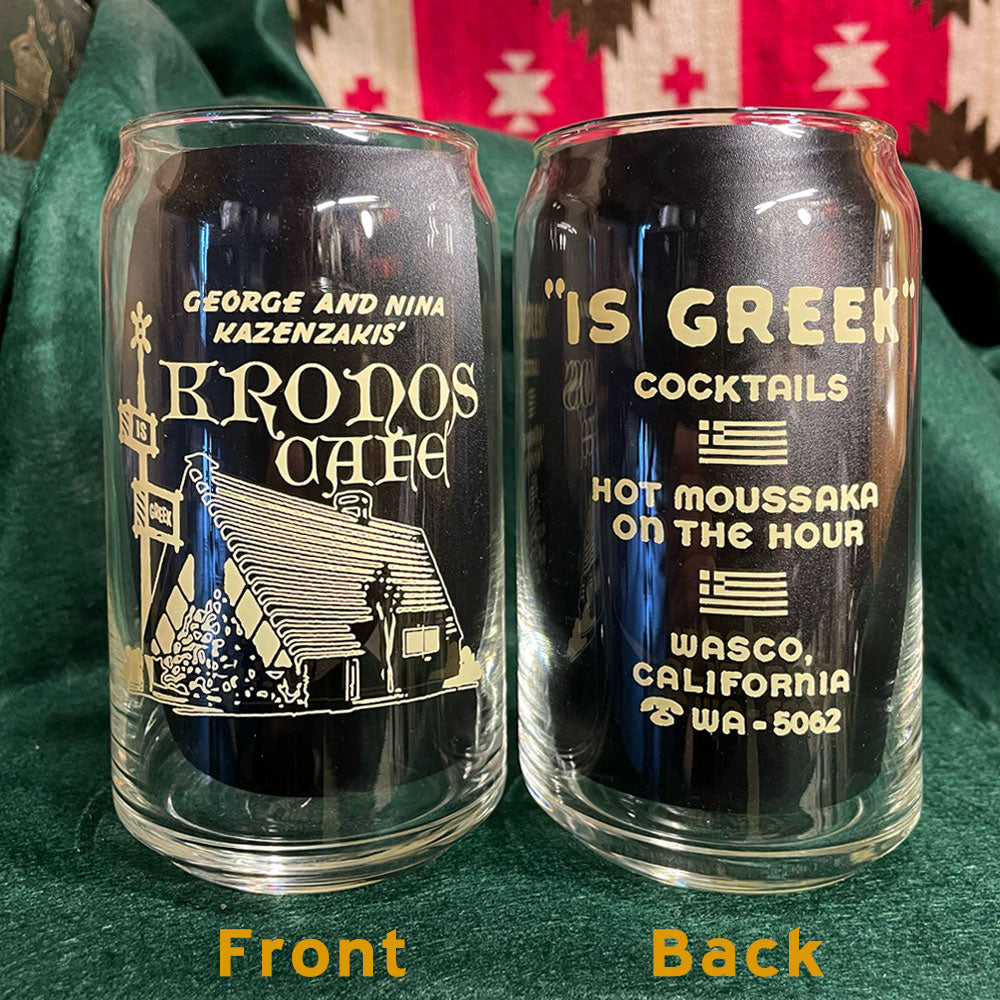 GEORGE AND NINA
KAZENZAKIS'
KRONOS
CAFE
IS
GREEK
"IS GREEK"
COCKTAILS
HOT MOUSSAKA
ON THE HOUR
WASCO,
CALIFORNIA
☎ WA-5062
Front
Back